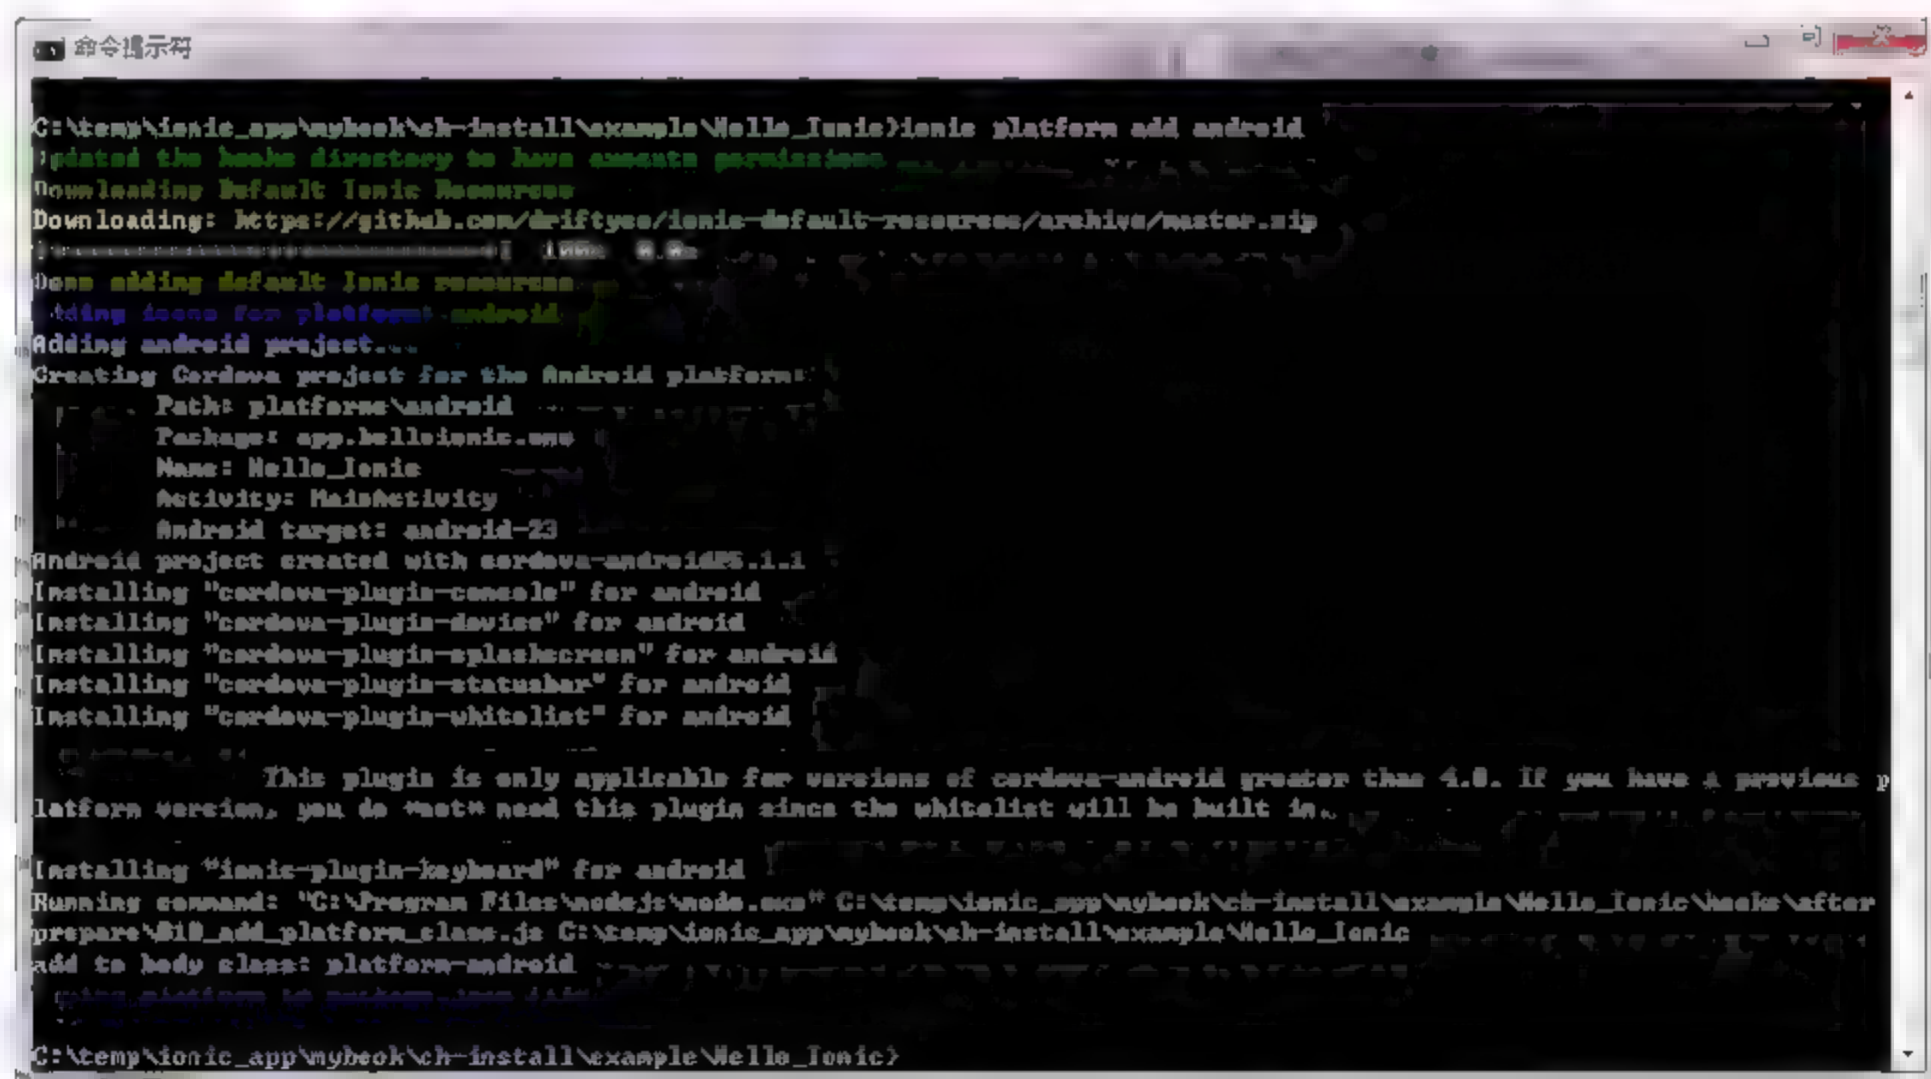 命令提示符
C:\temp\ionic_app\mybook\ch-install\example\Hello_Ionic>ionic platform add android
Updated the hooks directory to have execute permissions
Downloading Default Ionic Resources
Downloading: https://github.com/driftyco/ionic-default-resources/archive/master.zip
100% 0.0s
Done adding default Ionic resources
Adding icons for platform: android
Adding android project...
Creating Cordova project for the Android platform:
Path: platforms\android
Package: app.helloionic.
Name: Hello_Ionic
Activity: MainActivity
Android target: android-23
Android project created with cordova-android@5.1.1
Installing "cordova-plugin-console" for android
Installing "cordova-plugin-device" for android
Installing "cordova-plugin-splashscreen" for android
Installing "cordova-plugin-statusbar" for android
Installing "cordova-plugin-whitelist" for android
This plugin is only applicable for versions of cordova-android greater than 4.0. If you have a previous p
latform version, you do *not* need this plugin since the whitelist will be built in.
Installing "ionic-plugin-keyboard" for android
Running command: "C:\Program Files\nodejs\node.exe" C:\temp\ionic_app\mybook\ch-install\example\Hello_Ionic\hooks\after
prepare\010_add_platform_class.js C:\temp\ionic_app\mybook\ch-install\example\Hello_Ionic
add to body class: platform-android
C:\temp\ionic_app\mybook\ch-install\example\Hello_Ionic>